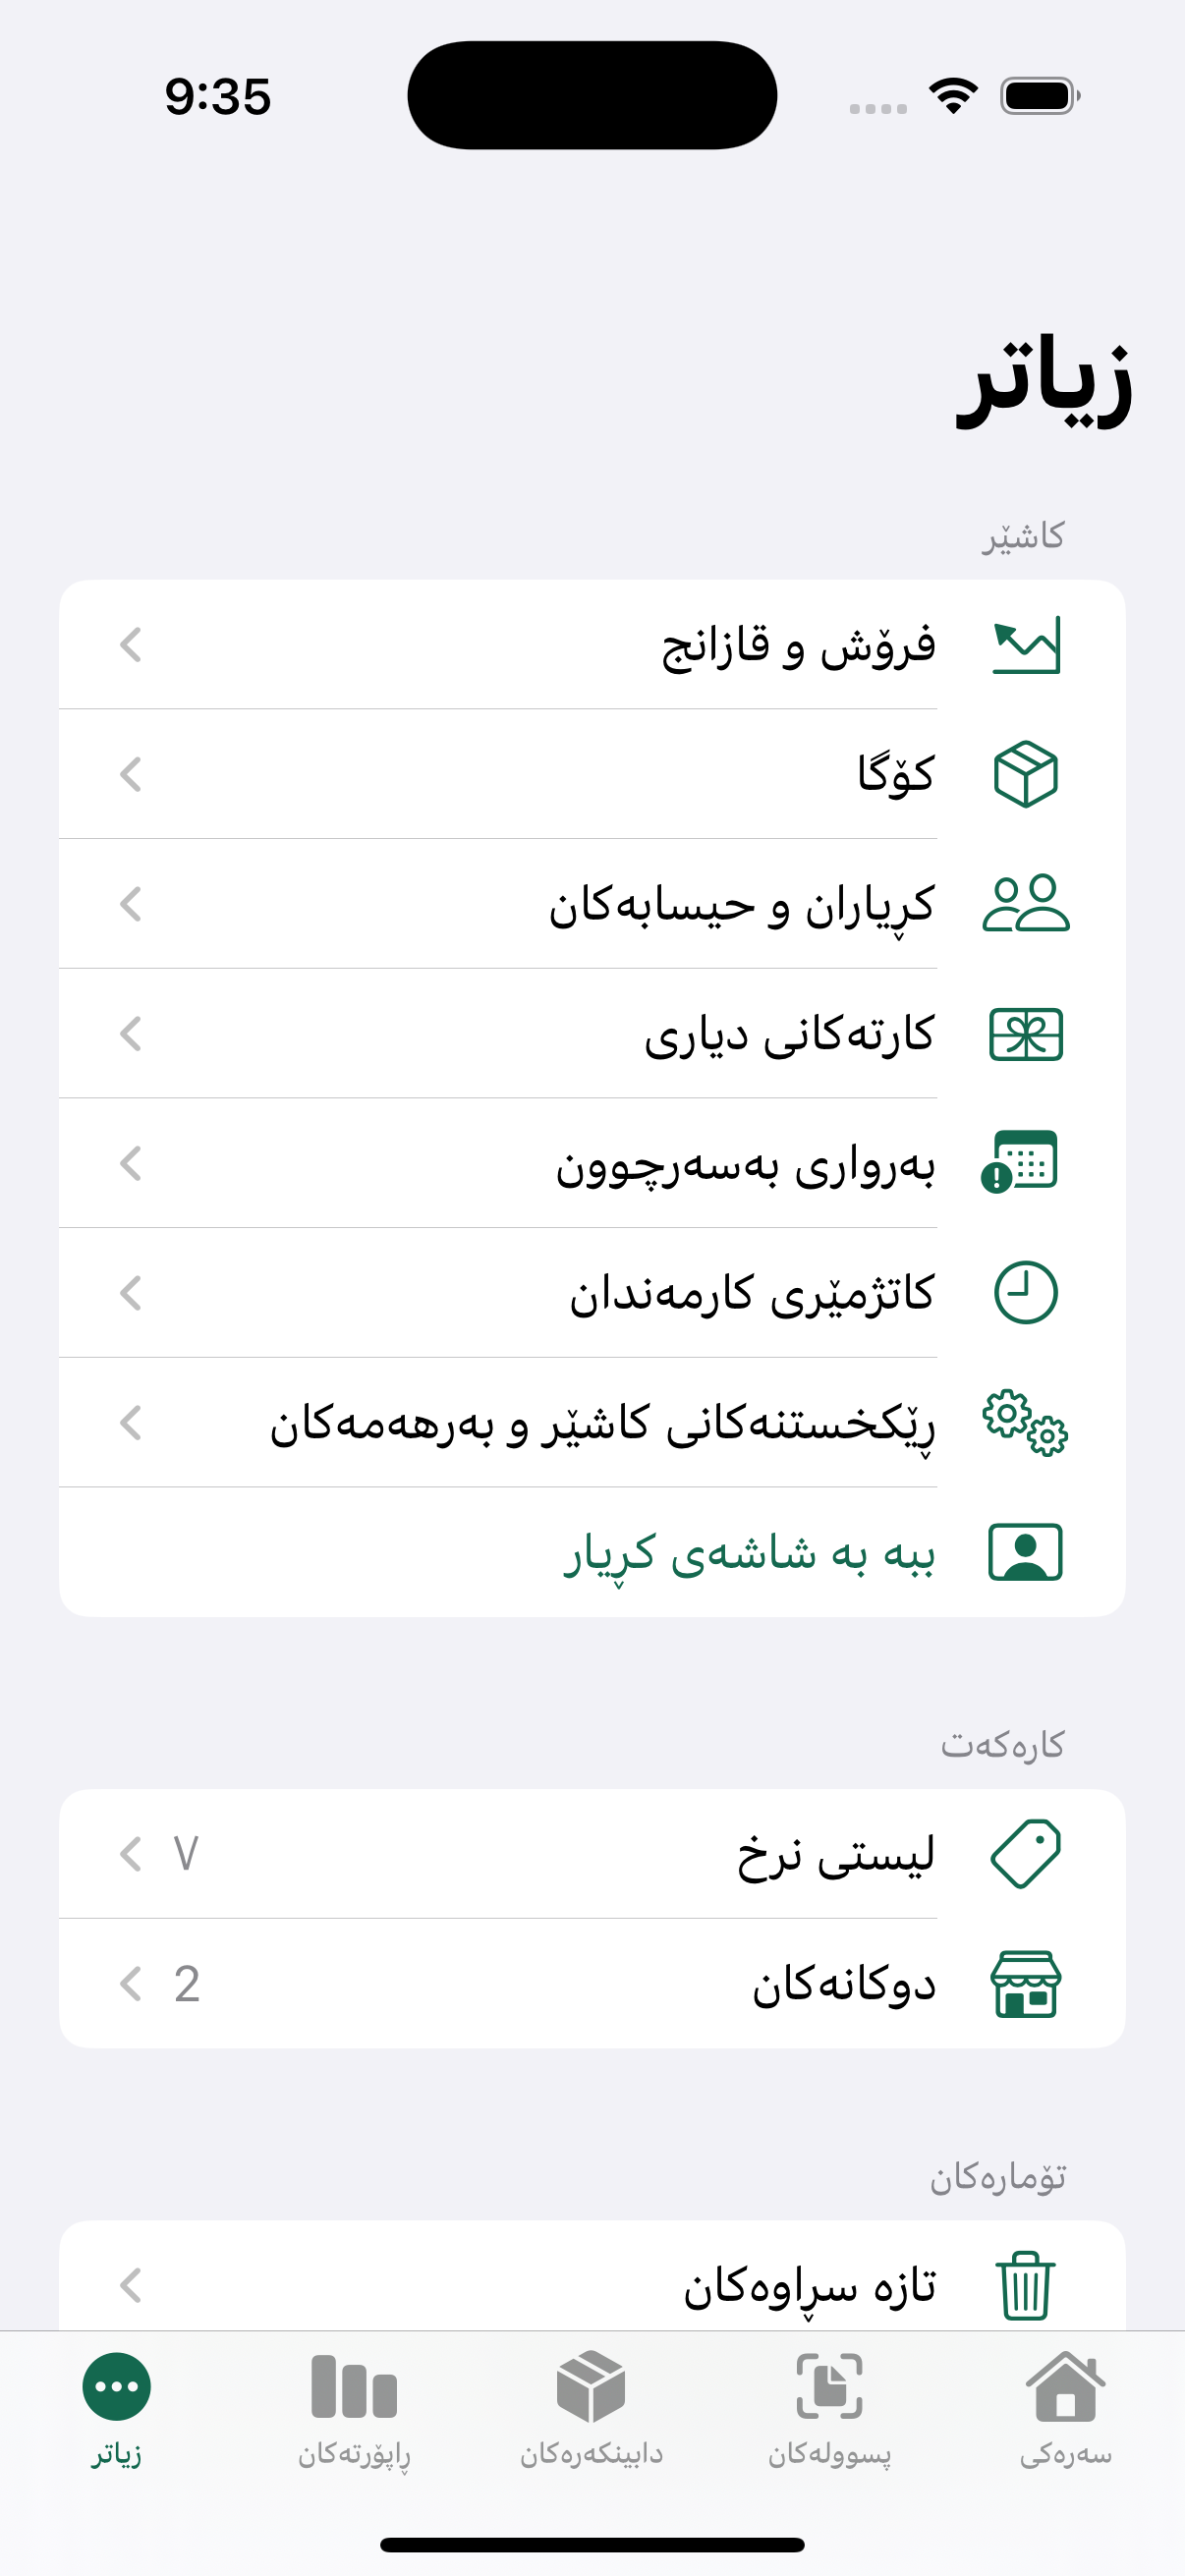 9:35
زیاتر
کاشێر
فرۆش و قازانج
کۆگا
کڕیاران و حیسابەکان
کارتەکانی دیاری
بەرواری بەسەرچوون
کاتژمێری کارمەندان
ڕێکخستنەکانی کاشێر و بەرهەمەکان
ببە بە شاشەی کڕیار
کارەکەت
لیستی نرخ ٧
دوکانەکان 2
تۆمارەکان
تازە سڕاوەکان
سەرەکی
پسوولەکان
دابینکەرەکان
ڕاپۆرتەکان
زیاتر